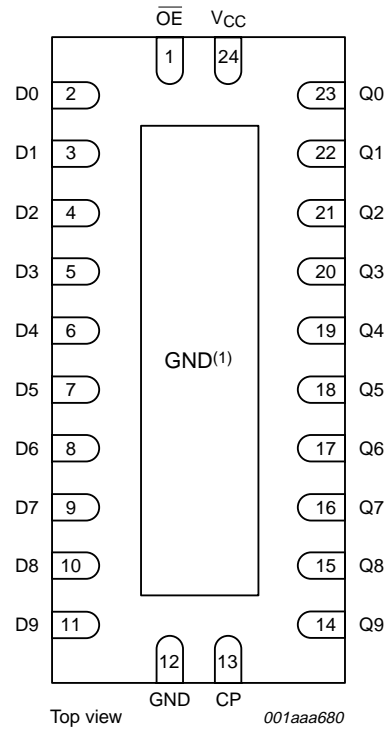 O̅E̅ V_CC
1 24
D0 2 23 Q0
D1 3 22 Q1
D2 4 21 Q2
D3 5 20 Q3
D4 6 19 Q4
GND(1)
D5 7 18 Q5
D6 8 17 Q6
D7 9 16 Q7
D8 10 15 Q8
D9 11 14 Q9
12 13
GND CP
Top view 001aaa680